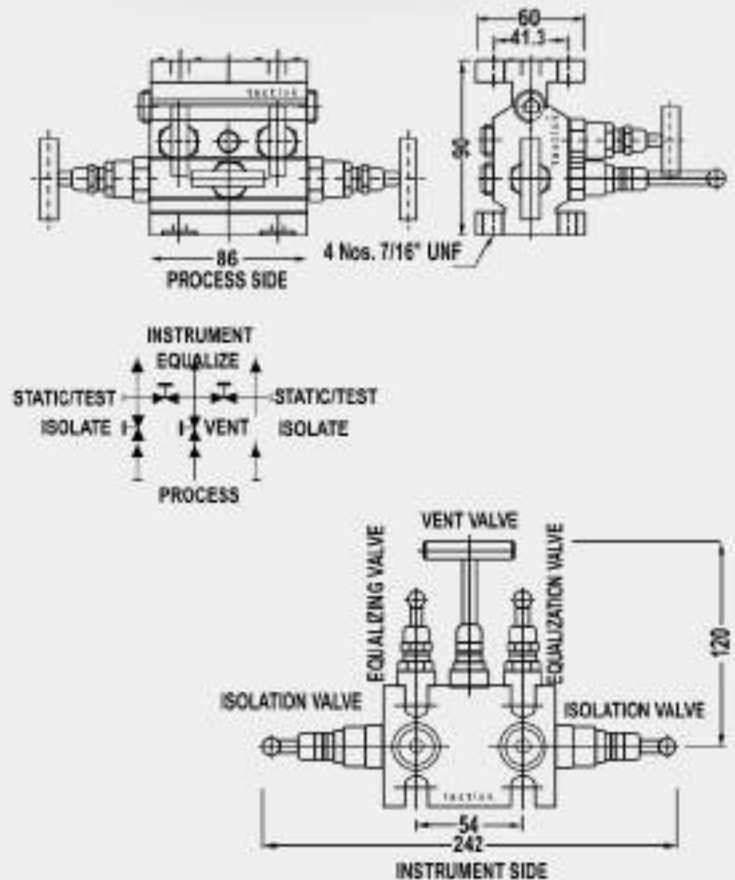 60
41.3
90
4 Nos. 7/16" UNF
86
PROCESS SIDE
INSTRUMENT
EQUALIZE
STATIC/TEST STATIC/TEST
ISOLATE VENT ISOLATE
PROCESS
VENT VALVE
EQUALIZING VALVE
EQUALIZATION VALVE
120
ISOLATION VALVE
ISOLATION VALVE
54
242
INSTRUMENT SIDE